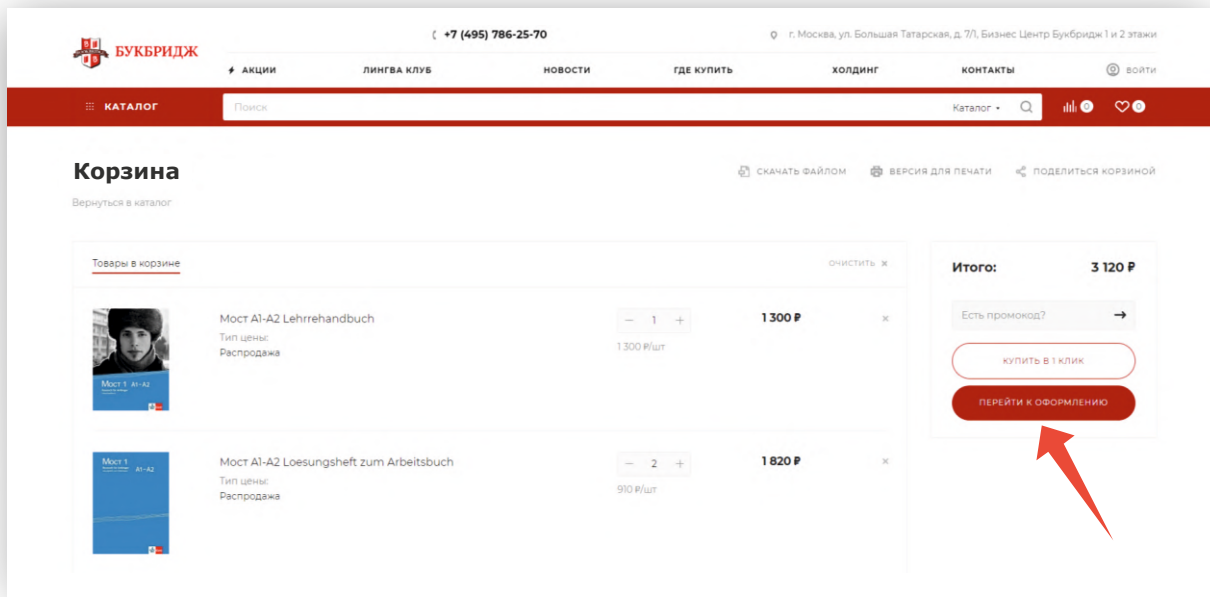 БУКБРИДЖ
+7 (495) 786-25-70
г. Москва, ул. Большая Татарская, д. 7/1, Бизнес Центр Букбридж 1 и 2 этажи
АКЦИИ
ЛИНГВА КЛУБ
НОВОСТИ
ГДЕ КУПИТЬ
ХОЛДИНГ
КОНТАКТЫ
ВОЙТИ
КАТАЛОГ
Поиск
Каталог
0
0
Корзина
СКАЧАТЬ ФАЙЛОМ
ВЕРСИЯ ДЛЯ ПЕЧАТИ
ПОДЕЛИТЬСЯ КОРЗИНОЙ
Вернуться в каталог
Товары в корзине
ОЧИСТИТЬ ×
Итого:
3 120 ₽
Мост A1-A2 Lehrrehandbuch
Тип цены:
Распродажа
− 1 +
1 300 ₽/шт
1 300 ₽
×
Мост 1 A1-A2
Есть промокод?
КУПИТЬ В 1 КЛИК
ПЕРЕЙТИ К ОФОРМЛЕНИЮ
Мост 1
A1-A2
Мост A1-A2 Loesungsheft zum Arbeitsbuch
Тип цены:
Распродажа
− 2 +
910 ₽/шт
1 820 ₽
×